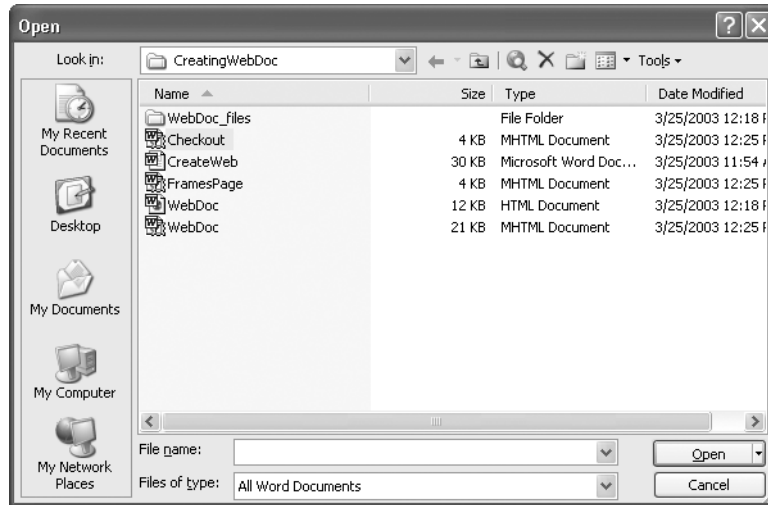 Open
Look in: CreatingWebDoc Tools
Name Size Type Date Modified
WebDoc_files File Folder 3/25/2003 12:18
Checkout 4 KB MHTML Document 3/25/2003 12:25
CreateWeb 30 KB Microsoft Word Doc... 3/25/2003 11:54
FramesPage 4 KB MHTML Document 3/25/2003 12:25
WebDoc 12 KB HTML Document 3/25/2003 12:18
WebDoc 21 KB MHTML Document 3/25/2003 12:25
My Recent
Documents
Desktop
My Documents
My Computer
My Network
Places
File name: Open
Files of type: All Word Documents Cancel